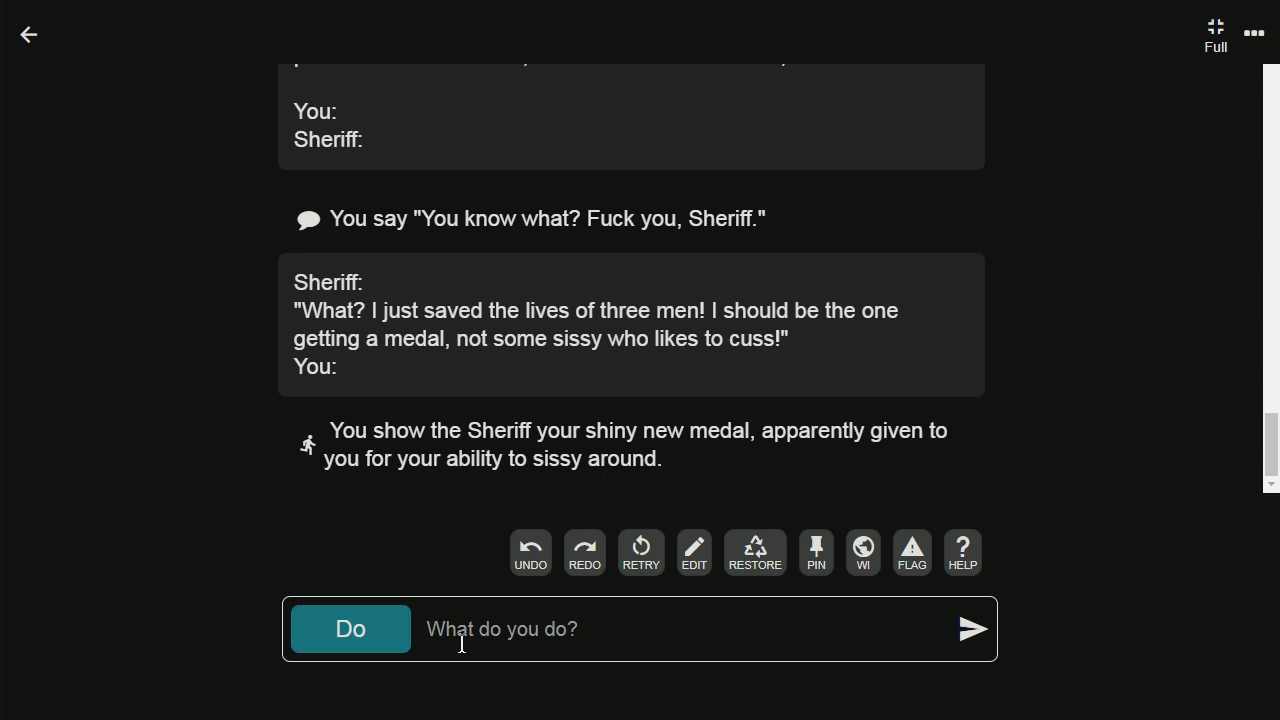 Full
You:
Sheriff:
You say "You know what? Fuck you, Sheriff."
Sheriff:
"What? I just saved the lives of three men! I should be the one
getting a medal, not some sissy who likes to cuss!"
You:
You show the Sheriff your shiny new medal, apparently given to
you for your ability to sissy around.
UNDO REDO RETRY EDIT RESTORE PIN WI FLAG HELP
Do What do you do?